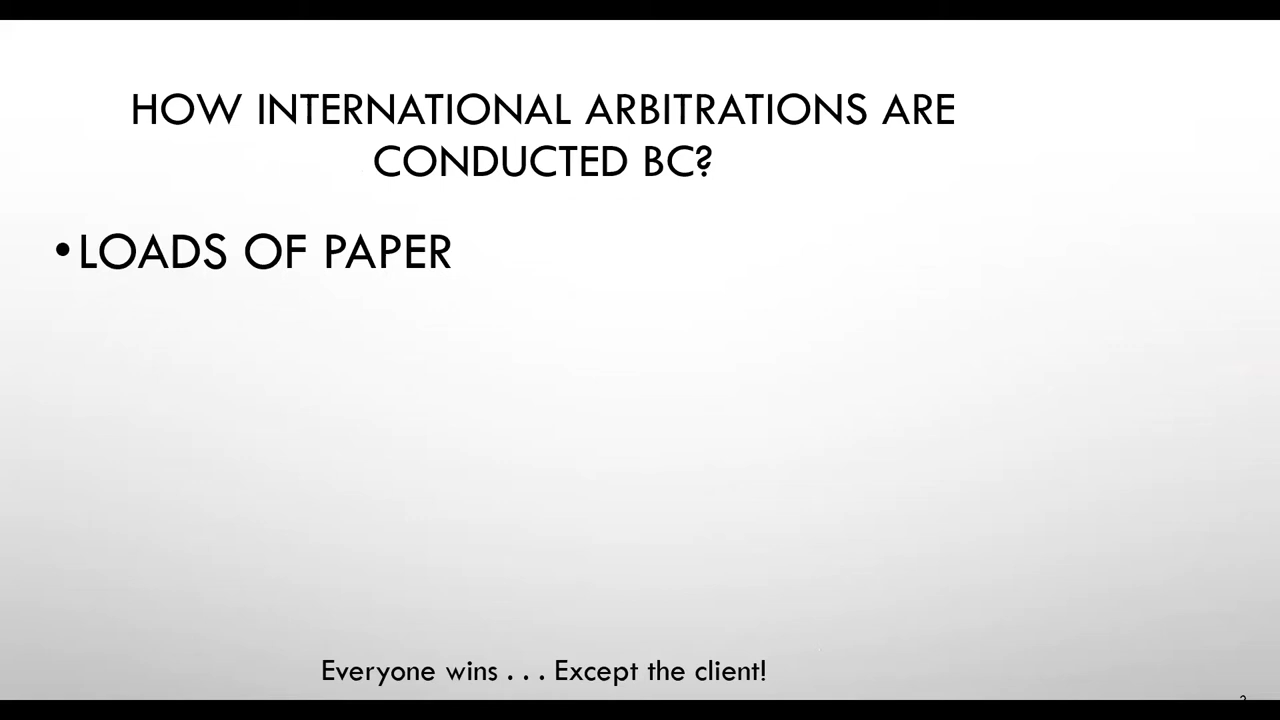 HOW INTERNATIONAL ARBITRATIONS ARE
CONDUCTED BC?
•LOADS OF PAPER
Everyone wins . . . Except the client!